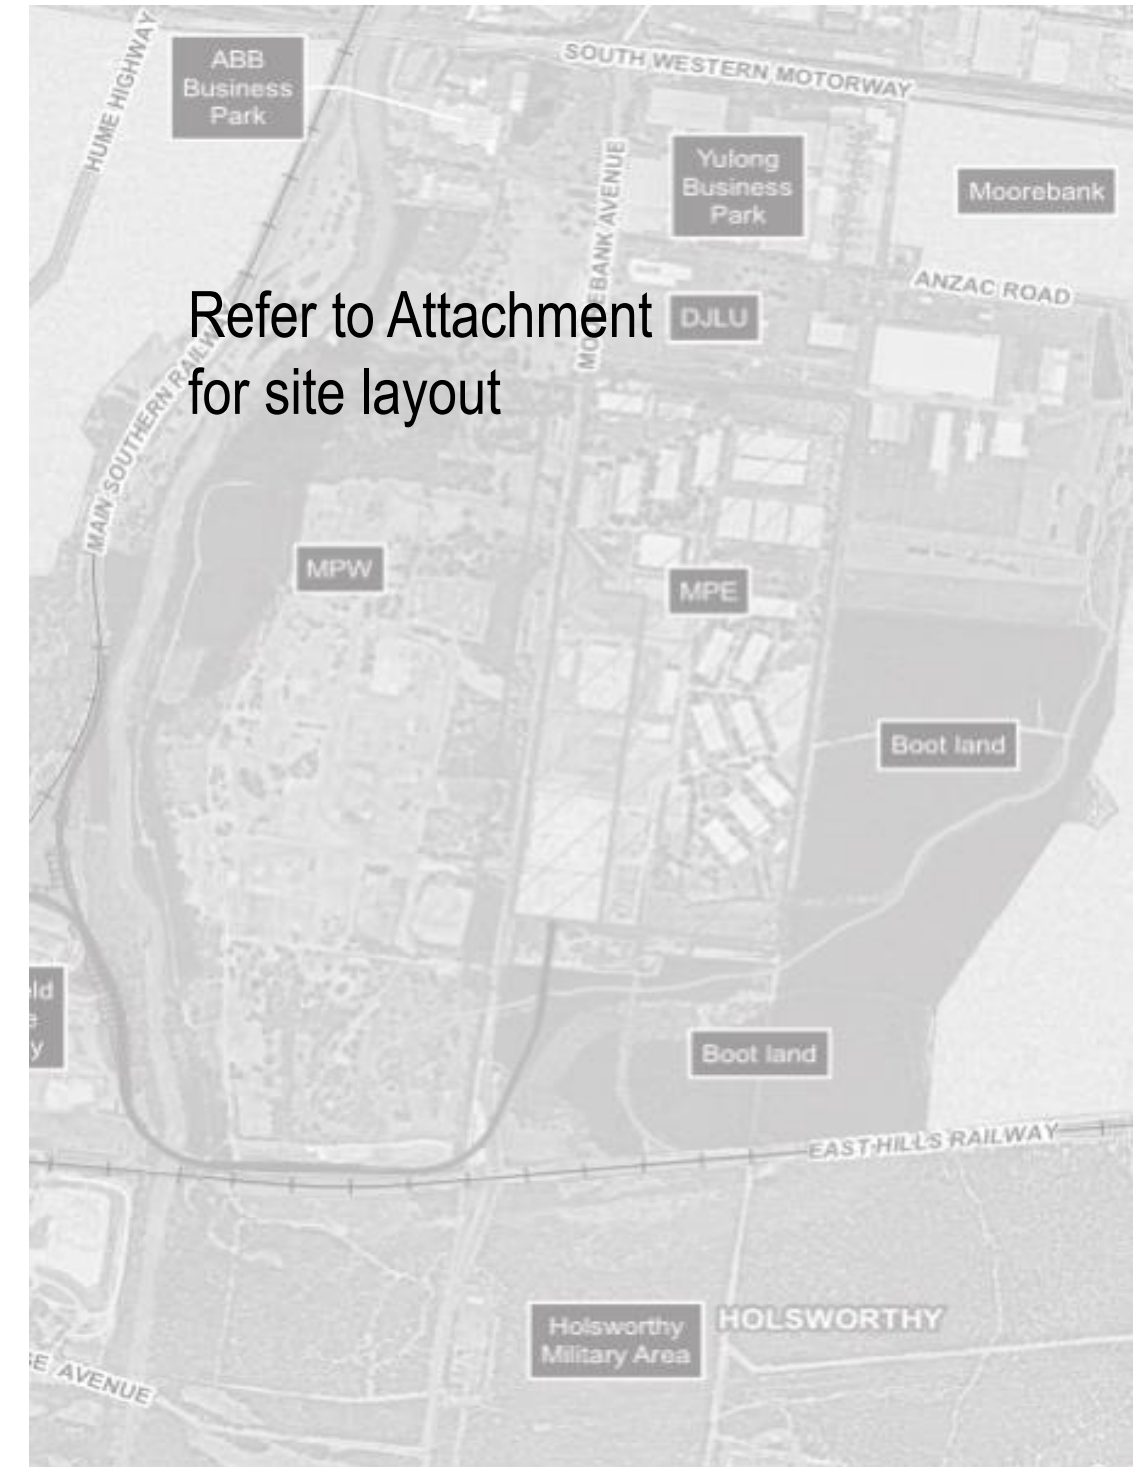 HUME HIGHWAY
ABB
Business
Park
SOUTH WESTERN MOTORWAY
Yulong
Business
Park
Moorebank
MOOREBANK AVENUE
ANZAC ROAD
Refer to Attachment
for site layout
DJLU
MAIN SOUTHERN RAILWAY
MPW
MPE
Boot land
ld
e
y
Boot land
EAST HILLS RAILWAY
Holsworthy
Military Area
HOLSWORTHY
SE AVENUE